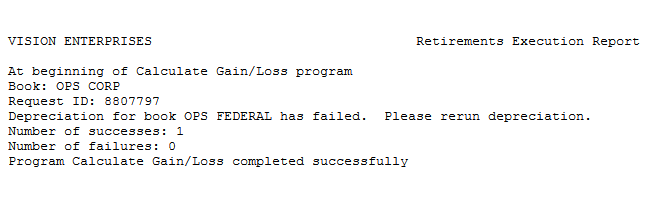 VISION ENTERPRISES Retirements Execution Report
At beginning of Calculate Gain/Loss program
Book: OPS CORP
Request ID: 8807797
Depreciation for book OPS FEDERAL has failed.  Please rerun depreciation.
Number of successes: 1
Number of failures: 0
Program Calculate Gain/Loss completed successfully